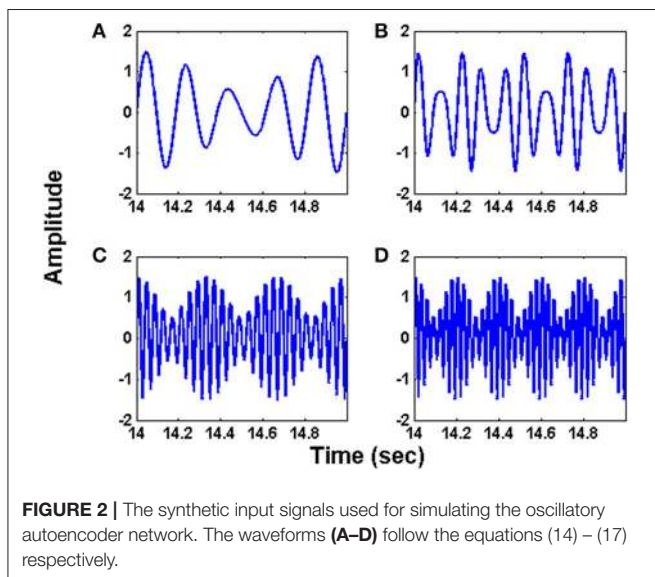 A
B
2
1
0
-1
-2
14 14.2 14.4 14.6 14.8
2
1
0
-1
-2
14 14.2 14.4 14.6 14.8
Amplitude
C
D
2
1
0
-1
-2
14 14.2 14.4 14.6 14.8
2
1
0
-1
-2
14 14.2 14.4 14.6 14.8
Time (sec)
FIGURE 2 | The synthetic input signals used for simulating the oscillatory
autoencoder network. The waveforms (A–D) follow the equations (14) – (17)
respectively.